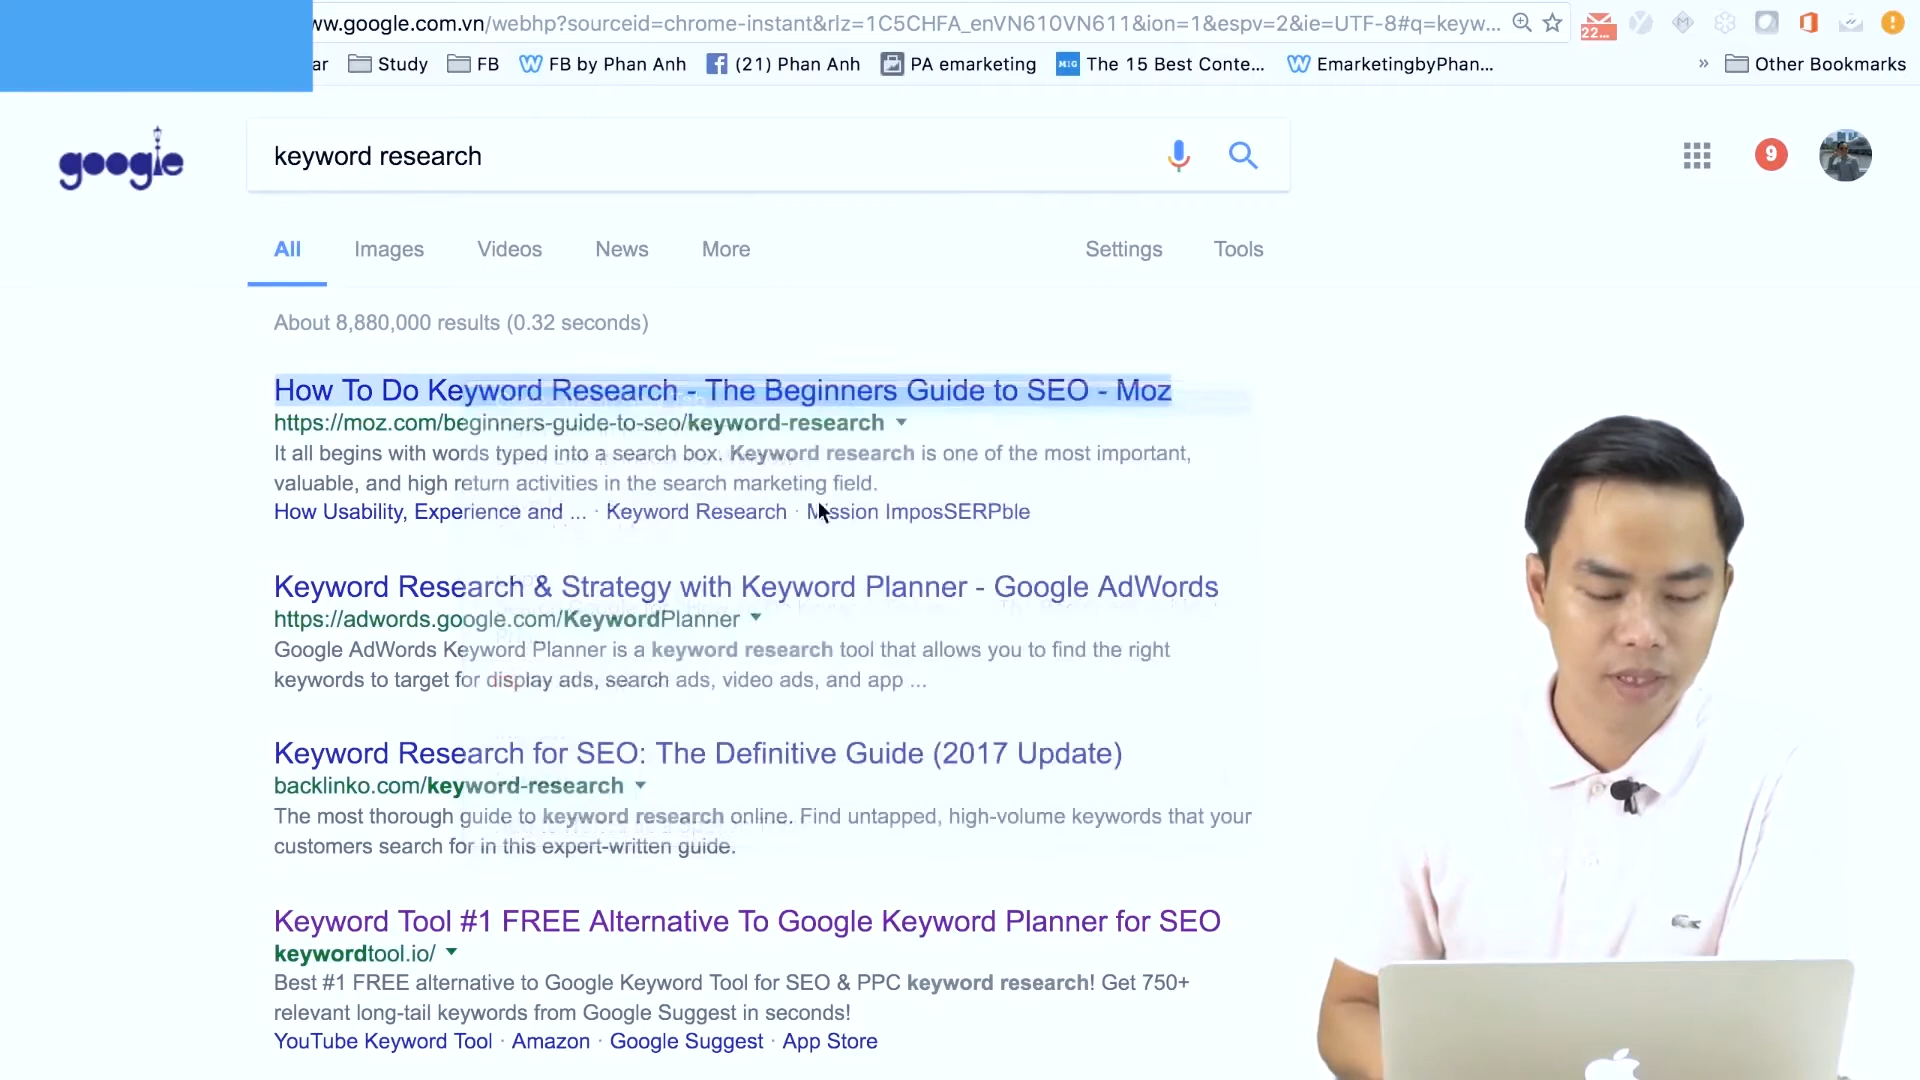 ww.google.com.vn/webhp?sourceid=chrome-instant&rlz=1C5CHFA_enVN610VN611&ion=1&espv=2&ie=UTF-8#q=keyw...
22...
ar Study FB FB by Phan Anh (21) Phan Anh PA emarketing MIG The 15 Best Conte... EmarketingbyPhan... » Other Bookmarks
google
keyword research
9
All Images Videos News More Settings Tools
About 8,880,000 results (0.32 seconds)
How To Do Keyword Research - The Beginners Guide to SEO - Moz
https://moz.com/beginners-guide-to-seo/keyword-research
It all begins with words typed into a search box. Keyword research is one of the most important,
valuable, and high return activities in the search marketing field.
How Usability, Experience and ... · Keyword Research · Mission ImposSERPble
Keyword Research & Strategy with Keyword Planner - Google AdWords
https://adwords.google.com/KeywordPlanner
Google AdWords Keyword Planner is a keyword research tool that allows you to find the right
keywords to target for display ads, search ads, video ads, and app ...
Keyword Research for SEO: The Definitive Guide (2017 Update)
backlinko.com/keyword-research
The most thorough guide to keyword research online. Find untapped, high-volume keywords that your
customers search for in this expert-written guide.
Keyword Tool #1 FREE Alternative To Google Keyword Planner for SEO
keywordtool.io/
Best #1 FREE alternative to Google Keyword Tool for SEO & PPC keyword research! Get 750+
relevant long-tail keywords from Google Suggest in seconds!
YouTube Keyword Tool · Amazon · Google Suggest · App Store